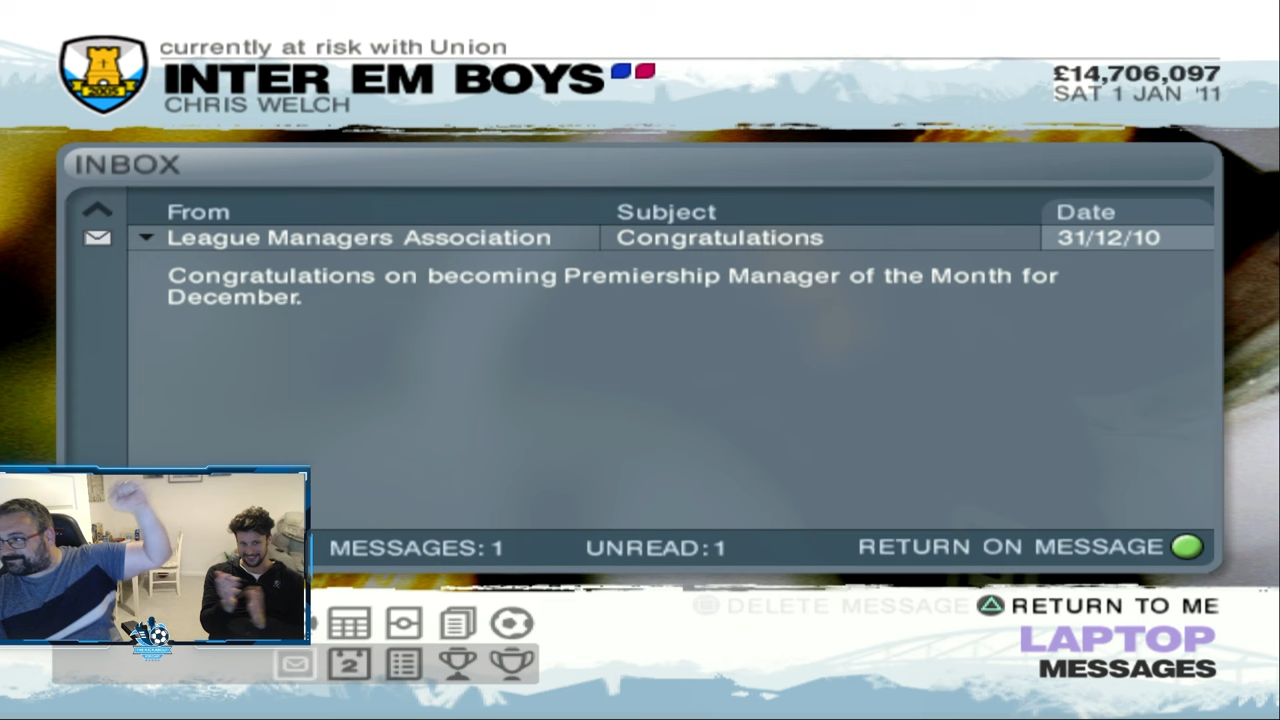 currently at risk with Union
INTER EM BOYS
CHRIS WELCH
£14,706,097
SAT 1 JAN '11
2005
INBOX
From Subject Date
League Managers Association Congratulations 31/12/10
Congratulations on becoming Premiership Manager of the Month for
December.
MESSAGES: 1 UNREAD: 1 RETURN ON MESSAGE
DELETE MESSAGE RETURN TO ME
2
LAPTOP
MESSAGES